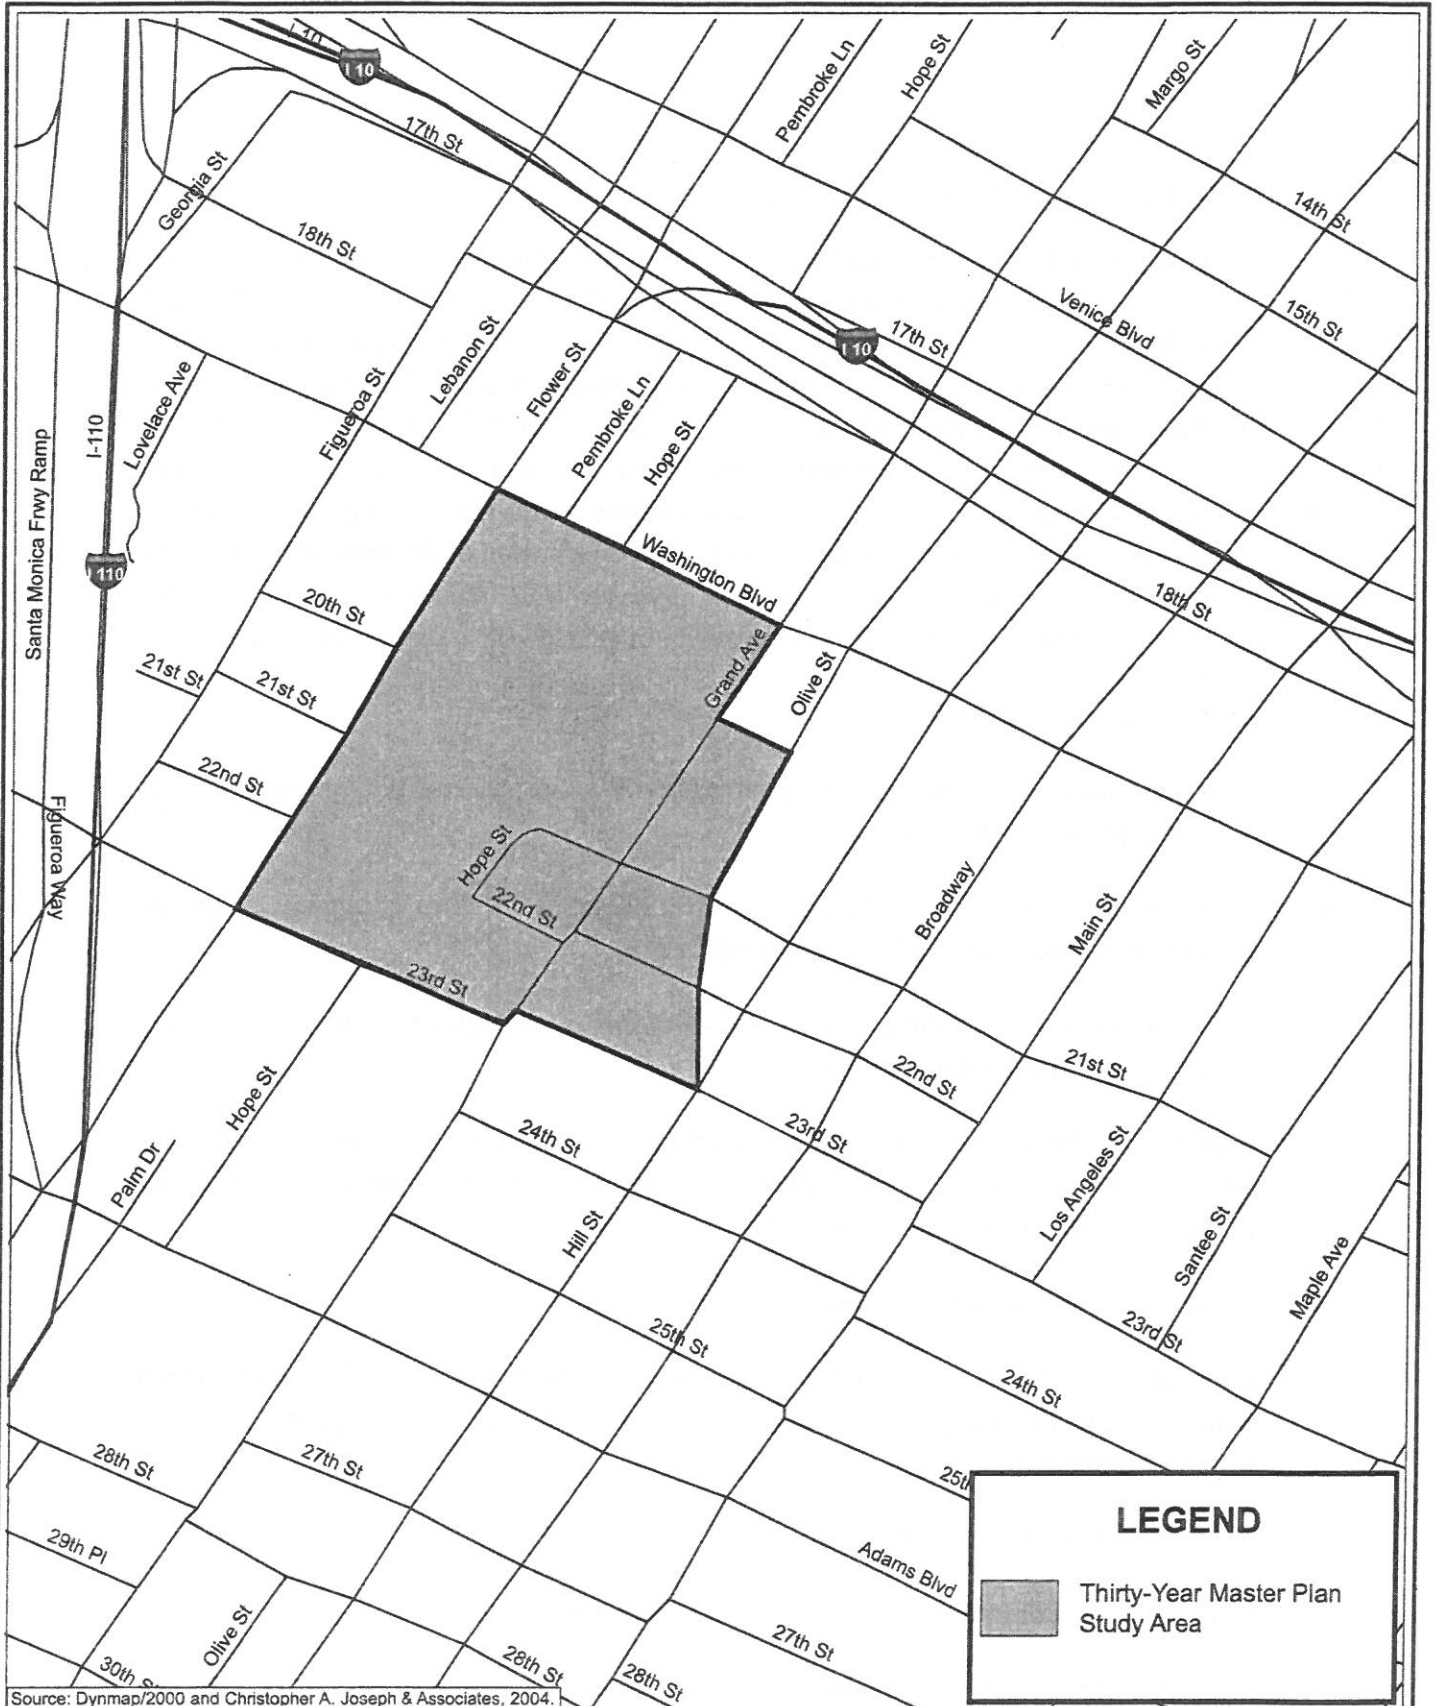 I 10
I 10
Pembroke Ln
Hope St
Margo St
17th St
Georgia St
14th St
18th St
Venice Blvd
15th St
17th St
I 10
Lebanon St
Flower St
Lovelace Ave
Figueroa St
Pembroke Ln
Hope St
I-110
Santa Monica Frwy Ramp
I 110
Washington Blvd
20th St
18th St
Grand Ave
Olive St
21st St
21st St
22nd St
Figueroa Way
Hope St
22nd St
Broadway
Main St
23rd St
21st St
22nd St
Hope St
24th St
23rd St
Palm Dr
Los Angeles St
Hill St
Santee St
Maple Ave
25th St
23rd St
24th St
28th St
27th St
25th
29th Pl
Adams Blvd
Olive St
27th St
30th St
28th St
28th St
LEGEND
Thirty-Year Master Plan
Study Area
Source: Dynmap/2000 and Christopher A. Joseph & Associates, 2004.